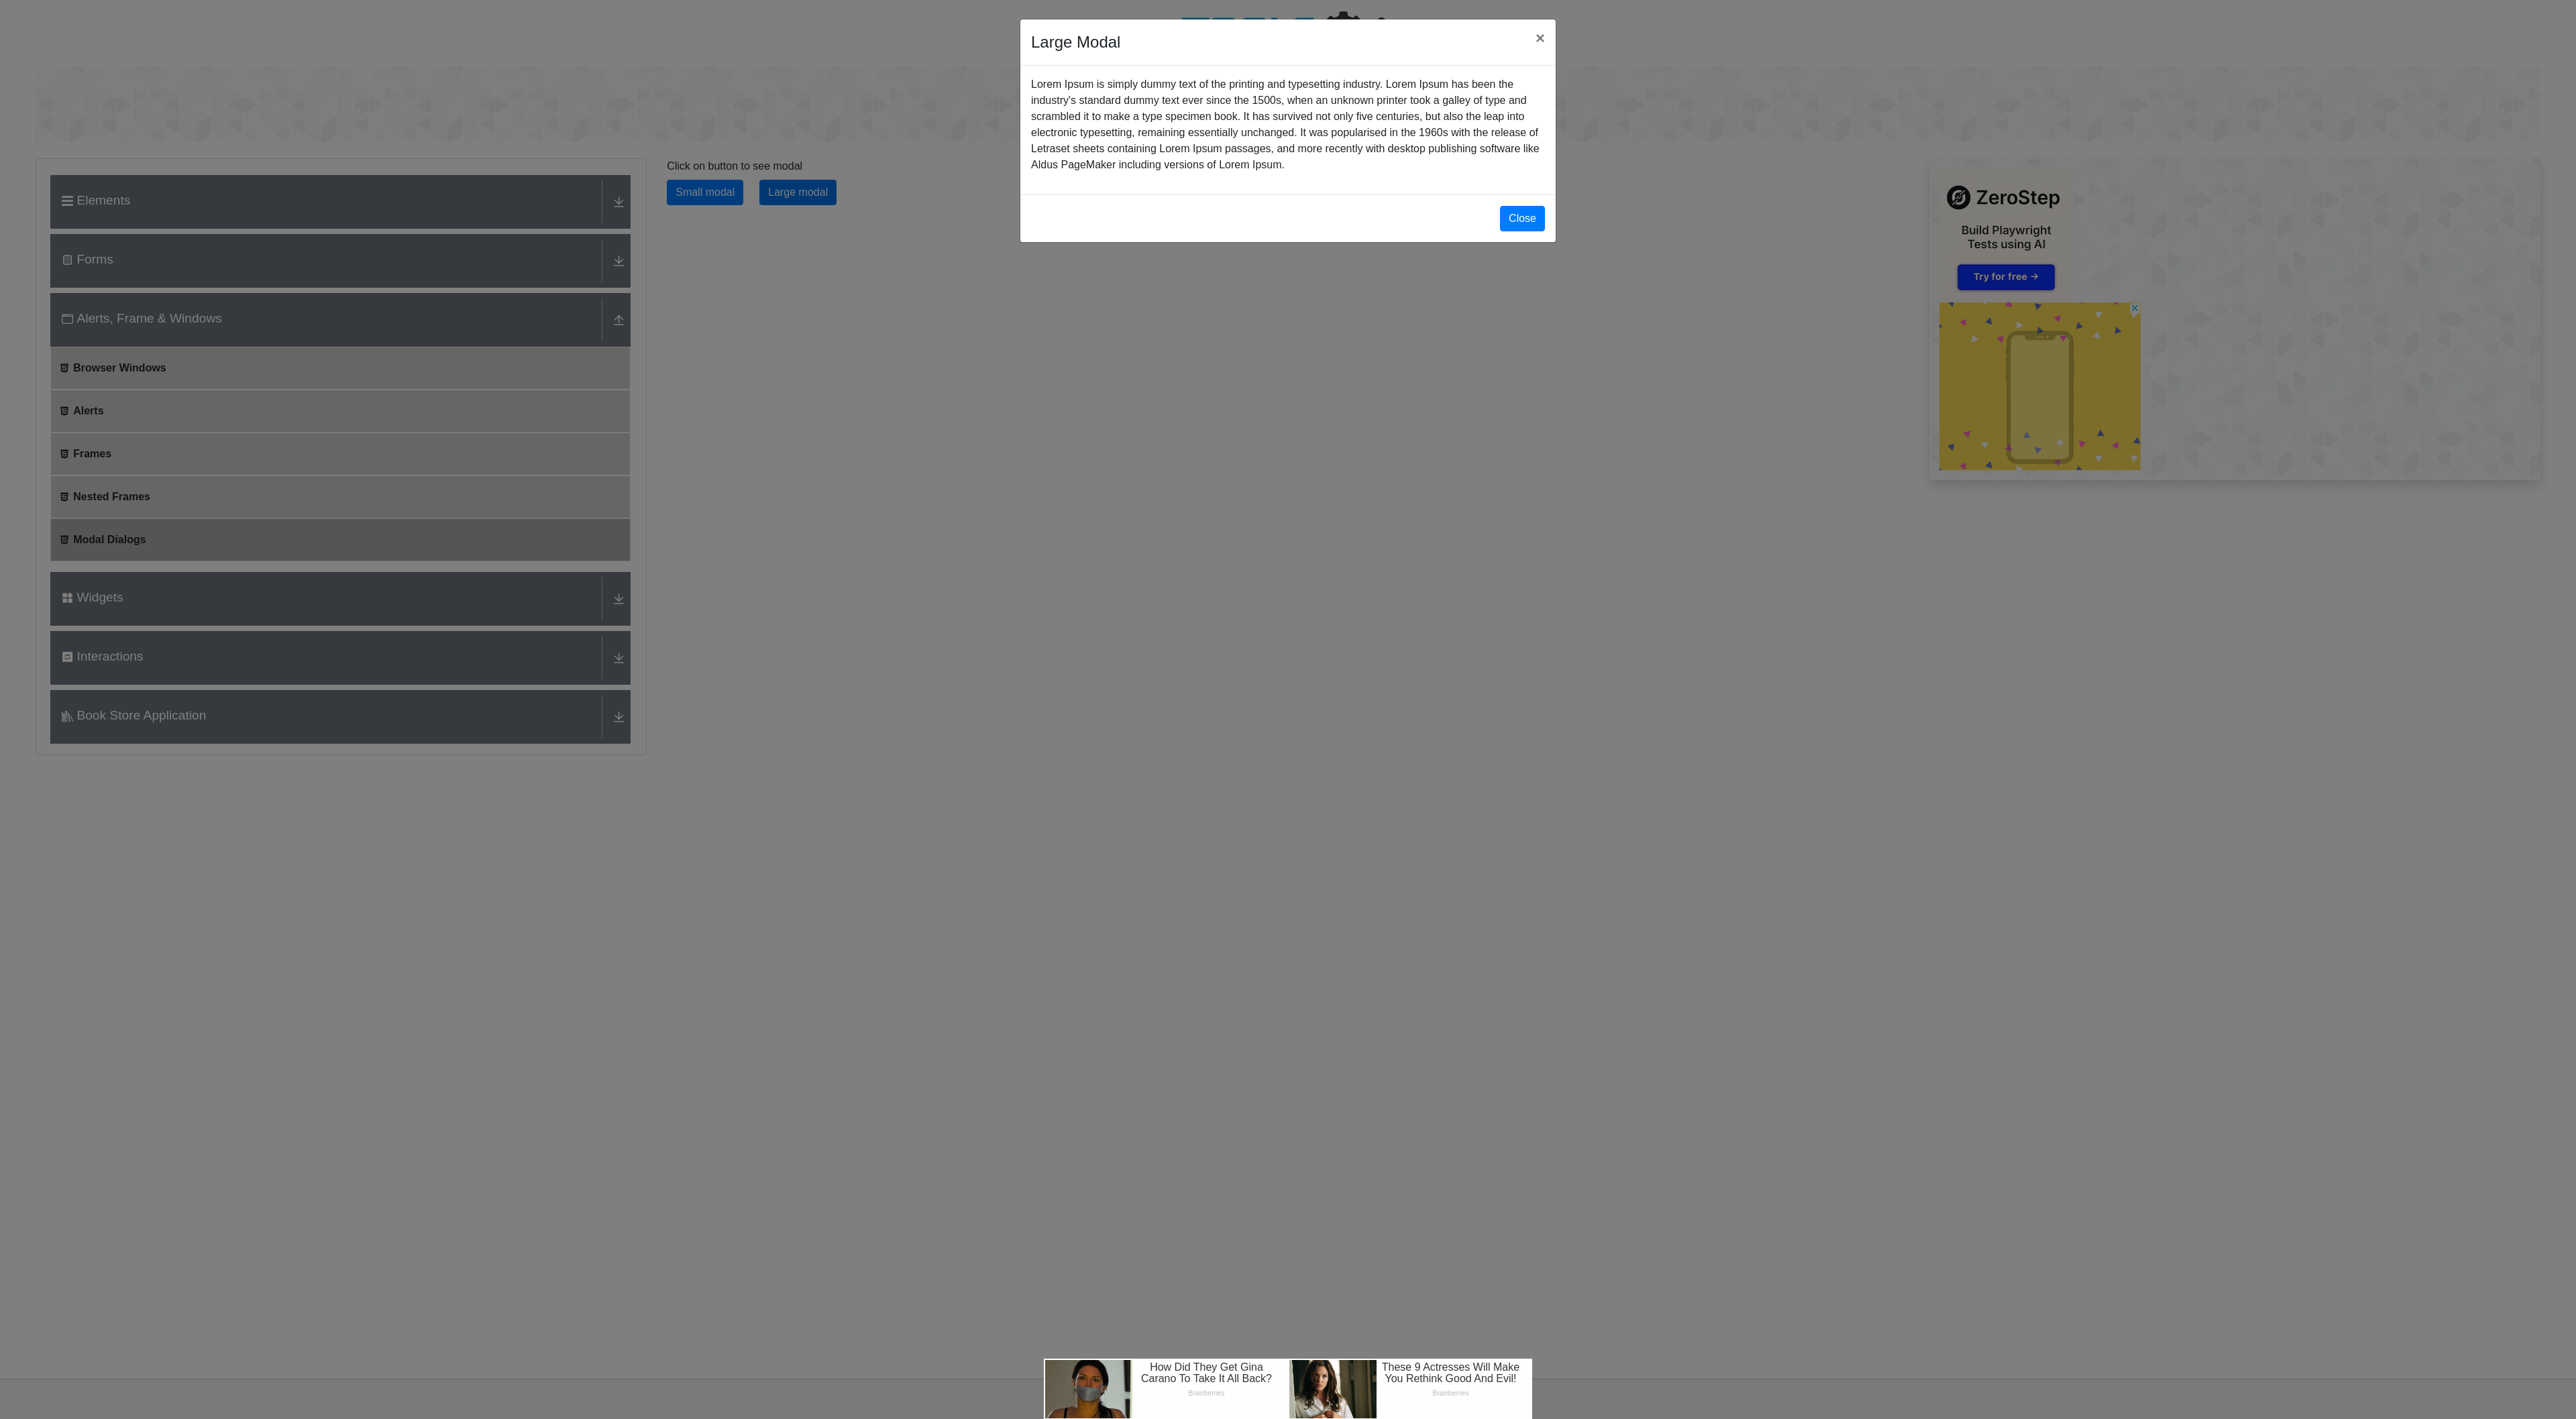 Large Modal
×
Lorem Ipsum is simply dummy text of the printing and typesetting industry. Lorem Ipsum has been the
industry's standard dummy text ever since the 1500s, when an unknown printer took a galley of type and
scrambled it to make a type specimen book. It has survived not only five centuries, but also the leap into
electronic typesetting, remaining essentially unchanged. It was popularised in the 1960s with the release of
Letraset sheets containing Lorem Ipsum passages, and more recently with desktop publishing software like
Aldus PageMaker including versions of Lorem Ipsum.
Close
Elements
Forms
Alerts, Frame & Windows
Browser Windows
Alerts
Frames
Nested Frames
Modal Dialogs
Widgets
Interactions
Book Store Application
Click on button to see modal
Small modal
Large modal
ZeroStep
Build Playwright
Tests using AI
Try for free →
How Did They Get Gina
Carano To Take It All Back?
Brainberries
These 9 Actresses Will Make
You Rethink Good And Evil!
Brainberries